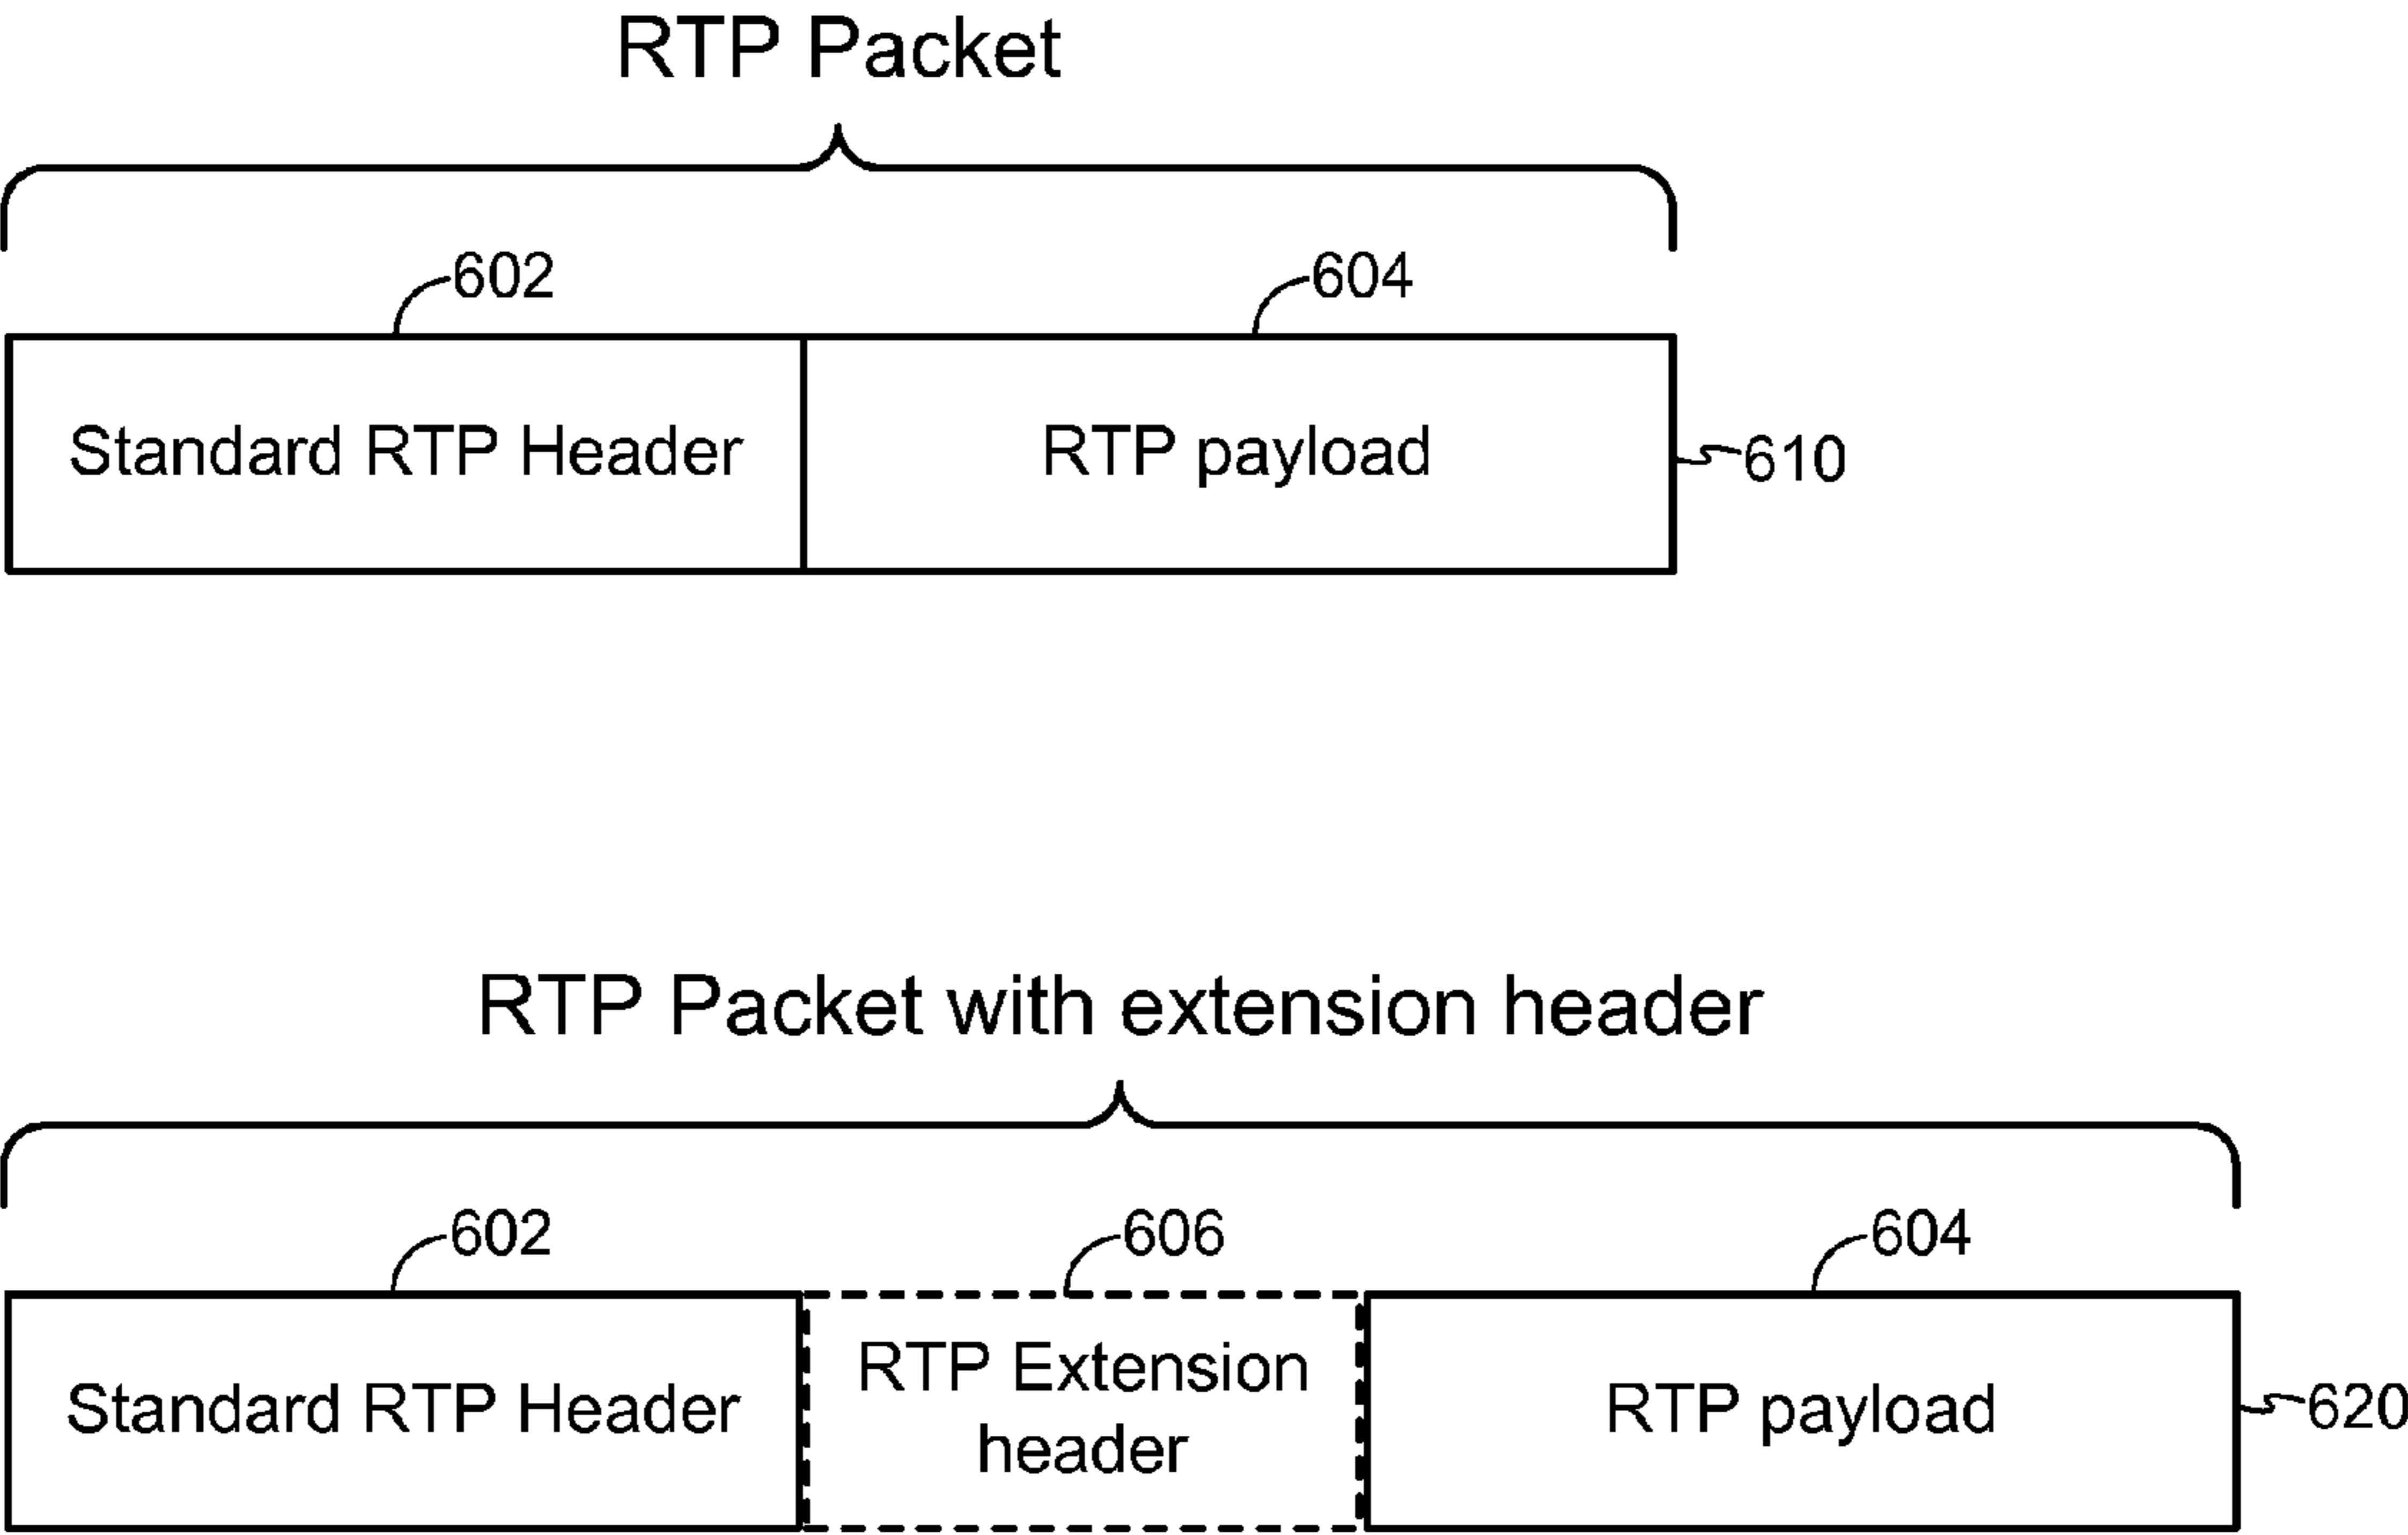 RTP Packet
602
604
Standard RTP Header
RTP payload
610
RTP Packet with extension header
602
606
604
Standard RTP Header
RTP Extension
header
RTP payload
620